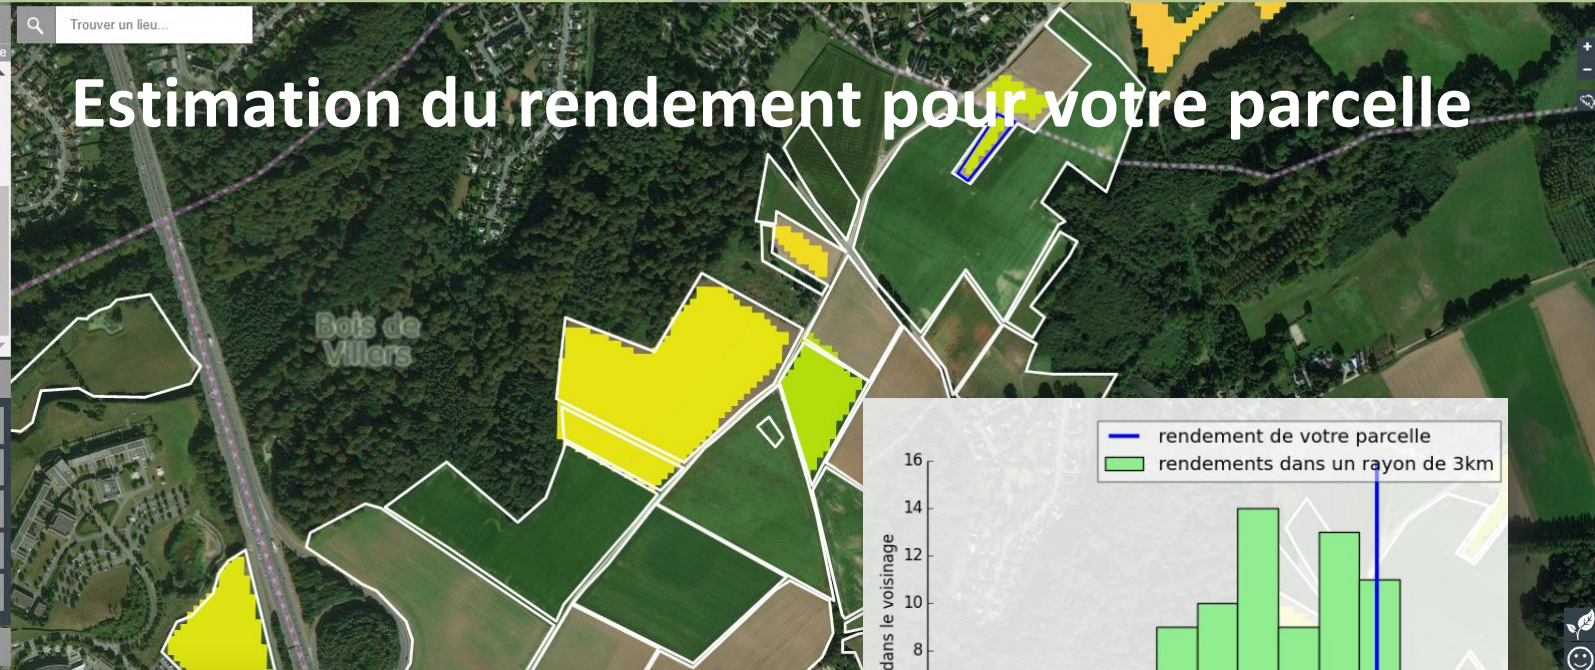 Trouver un lieu...
Estimation du rendement pour votre parcelle
Bois de
Villers
rendement de votre parcelle
rendements dans un rayon de 3km
16
14
12
10
8
dans le voisinage